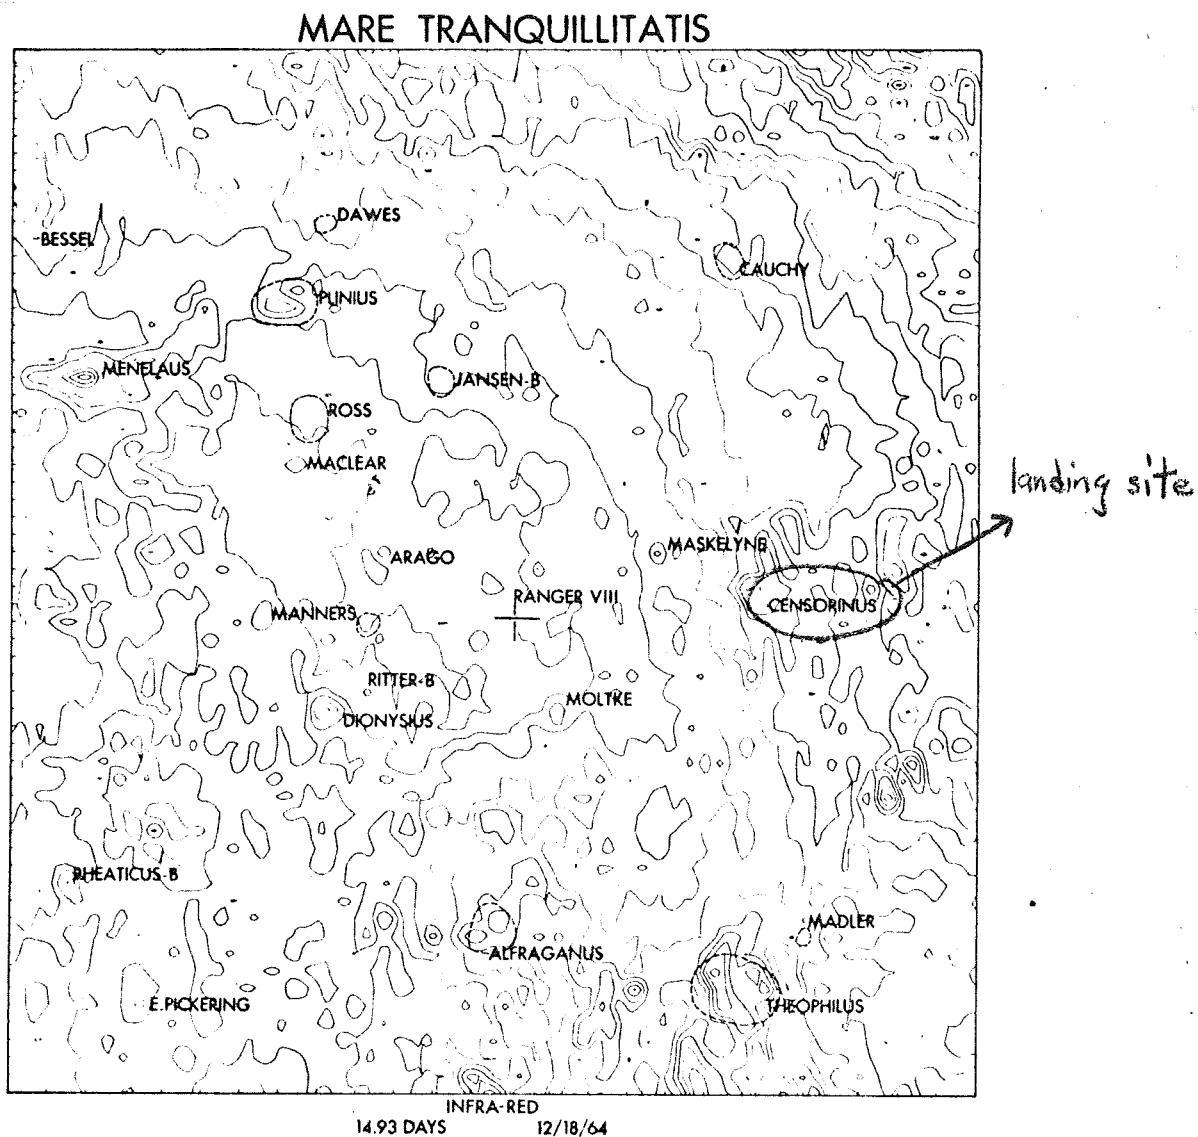 MARE TRANQUILLITATIS
DAWES
BESSEL
CAUCHY
PLINIUS
MENELAUS
JANSEN-B
ROSS
MACLEAR
landing site
MASKELYNE
ARAGO
RANGER VIII
CENSORINUS
MANNERS
RITTER-B
MOLTKE
DIONYSIUS
RHEATICUS-B
MADLER
ALFRAGANUS
E.PICKERING
THEOPHILUS
INFRA-RED
14.93 DAYS 12/18/64